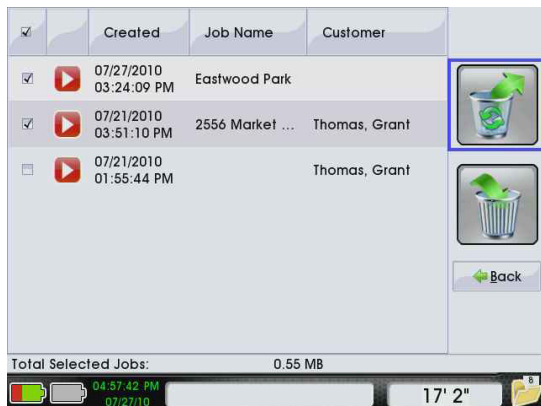 Created Job Name Customer
07/27/2010
03:24:09 PM
Eastwood Park
07/21/2010
03:51:10 PM
2556 Market ... Thomas, Grant
07/21/2010
01:55:44 PM
Thomas, Grant
Back
Total Selected Jobs: 0.55 MB
04:57:42 PM
07/27/10
17' 2"
8